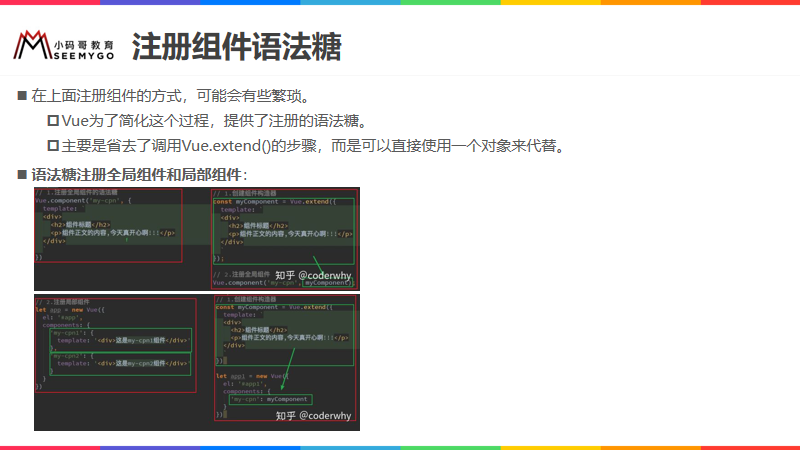 小码哥教育
SEEMYGO
注册组件语法糖
在上面注册组件的方式，可能会有些繁琐。
Vue为了简化这个过程，提供了注册的语法糖。
主要是省去了调用Vue.extend()的步骤，而是可以直接使用一个对象来代替。
语法糖注册全局组件和局部组件：
// 1.注册全局组件的语法糖
Vue.component('my-cpn', {
template: `
<div>
<h2>组件标题</h2>
<p>组件正文的内容,今天真开心啊!!!</p>
</div>
`
})
// 1.创建组件构造器
const myComponent = Vue.extend({
template: `
<div>
<h2>组件标题</h2>
<p>组件正文的内容,今天真开心啊!!!</p>
</div>
`
});
// 2.注册全局组件
Vue.component('my-cpn', myComponent)
知乎 @coderwhy
// 2.注册局部组件
let app = new Vue({
el: '#app',
components: {
'my-cpn1': {
template: '<div>这是my-cpn1组件</div>'
},
'my-cpn2': {
template: '<div>这是my-cpn2组件</div>'
}
}
})
// 1.创建组件构造器
const myComponent = Vue.extend({
template: `
<div>
<h2>组件标题</h2>
<p>组件正文的内容,今天真开心啊!!!</p>
</div>
`
})
let app1 = new Vue({
el: '#app1',
components: {
'my-cpn': myComponent
}
})
知乎 @coderwhy